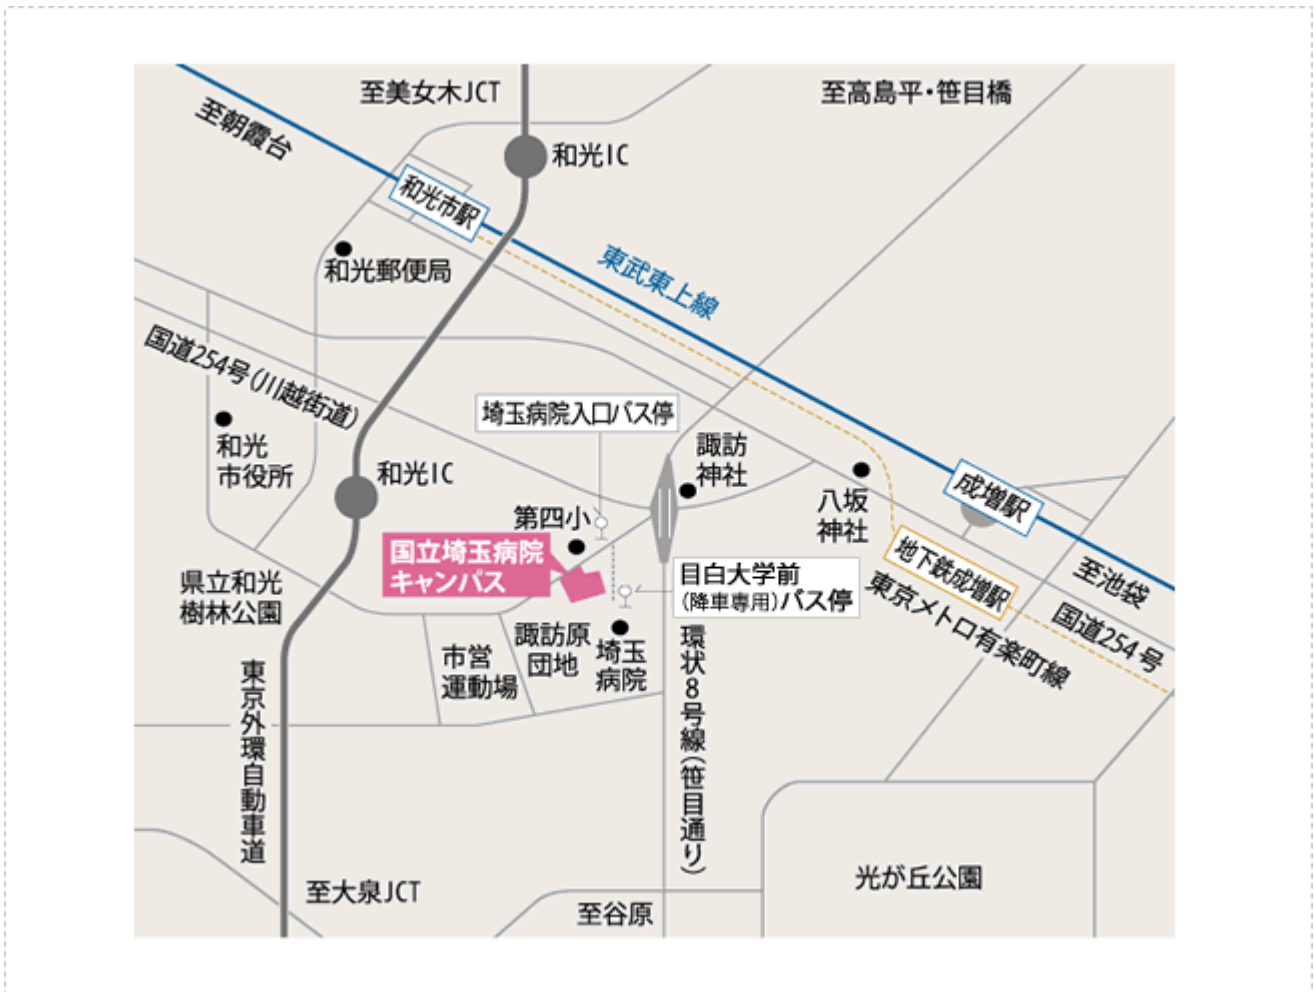 至美女木JCT
至高島平・笹目橋
至朝霞台
和光IC
和光市駅
和光郵便局
東武東上線
国道254号(川越街道)
埼玉病院入口バス停
和光
市役所
諏訪
神社
和光IC
八坂
神社
成増駅
第四小
国立埼玉病院
キャンパス
地下鉄成増駅
至池袋
目白大学前
(降車専用)バス停
県立和光
樹林公園
東京メトロ有楽町線
国道254号
市営
運動場
諏訪原
団地
埼玉
病院
環状8号線(笹目通り)
東京外環自動車道
至大泉JCT
至谷原
光が丘公園